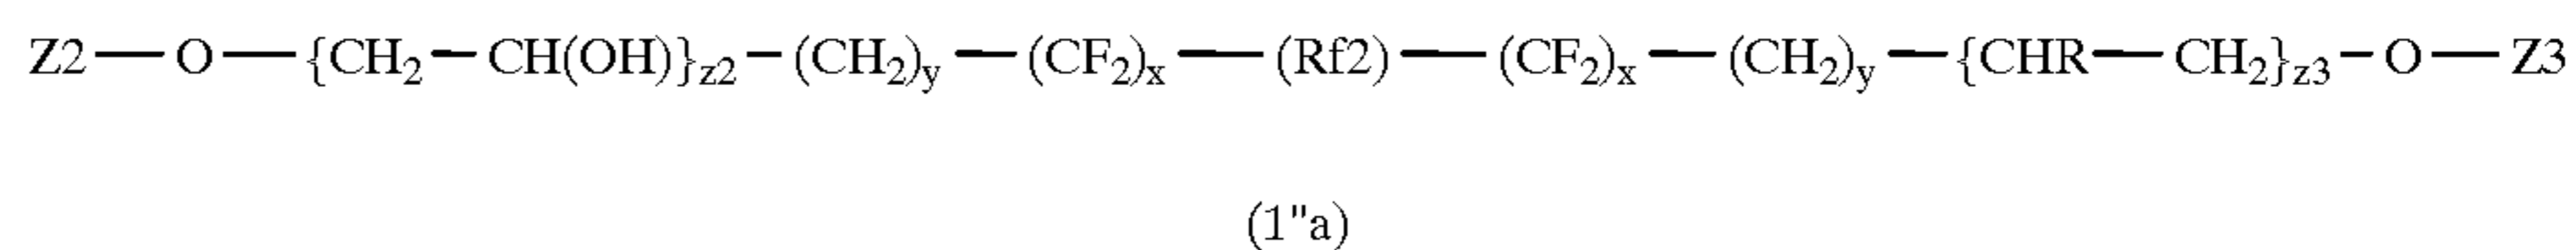 Z2—O—{CH₂—CH(OH)}z2—(CH₂)y—(CF₂)x—(Rf2)—(CF₂)x—(CH₂)y—{CHR—CH₂}z3—O—Z3
(1"a)